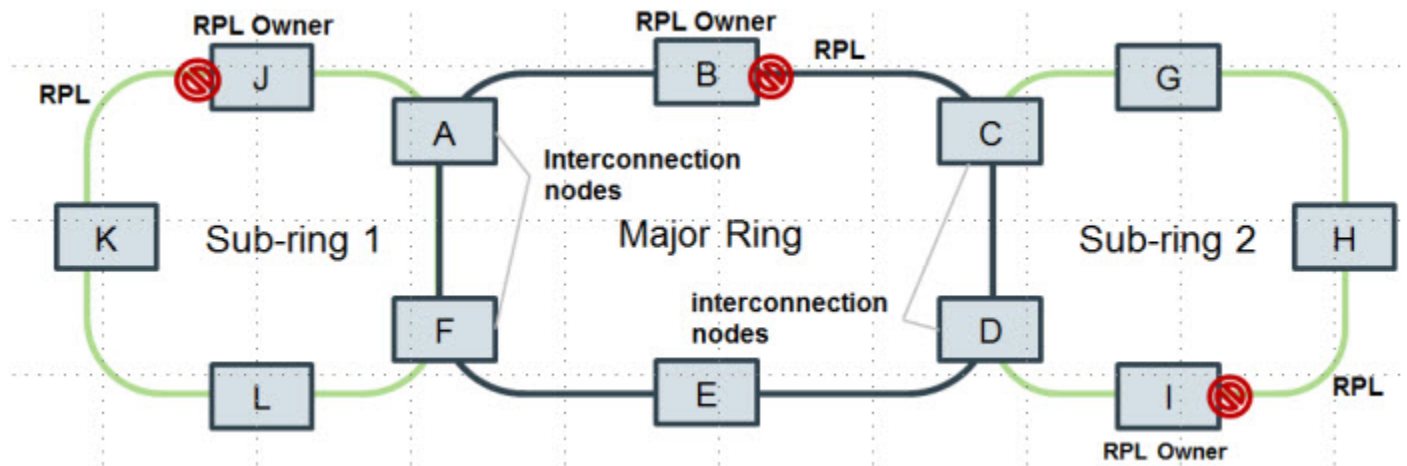 RPL Owner
RPL Owner
J
B
RPL
G
RPL
A
C
Interconnection
nodes
K
Sub-ring 1
Major Ring
Sub-ring 2
H
interconnection
nodes
F
D
L
E
I
RPL
RPL Owner